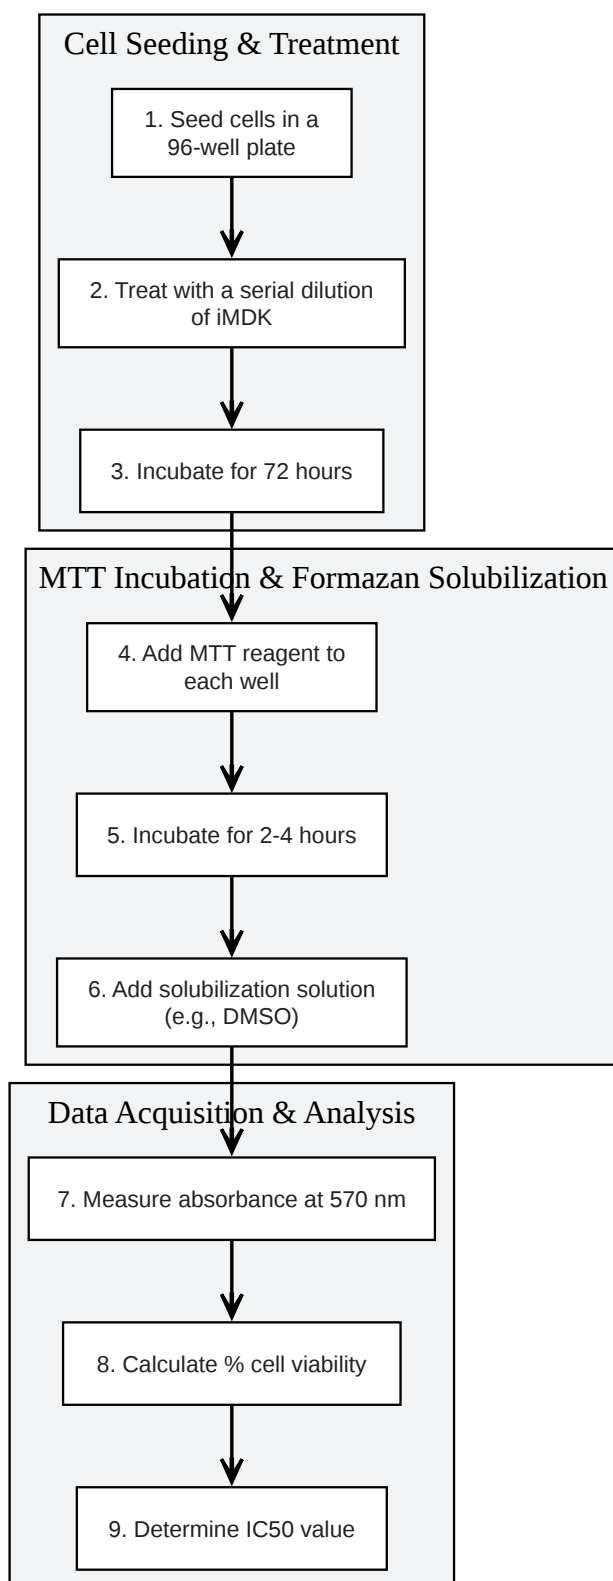 Cell Seeding & Treatment
1. Seed cells in a
96-well plate
2. Treat with a serial dilution
of iMDK
3. Incubate for 72 hours
MTT Incubation & Formazan Solubilization
4. Add MTT reagent to
each well
5. Incubate for 2-4 hours
6. Add solubilization solution
(e.g., DMSO)
Data Acquisition & Analysis
7. Measure absorbance at 570 nm
8. Calculate % cell viability
9. Determine IC50 value